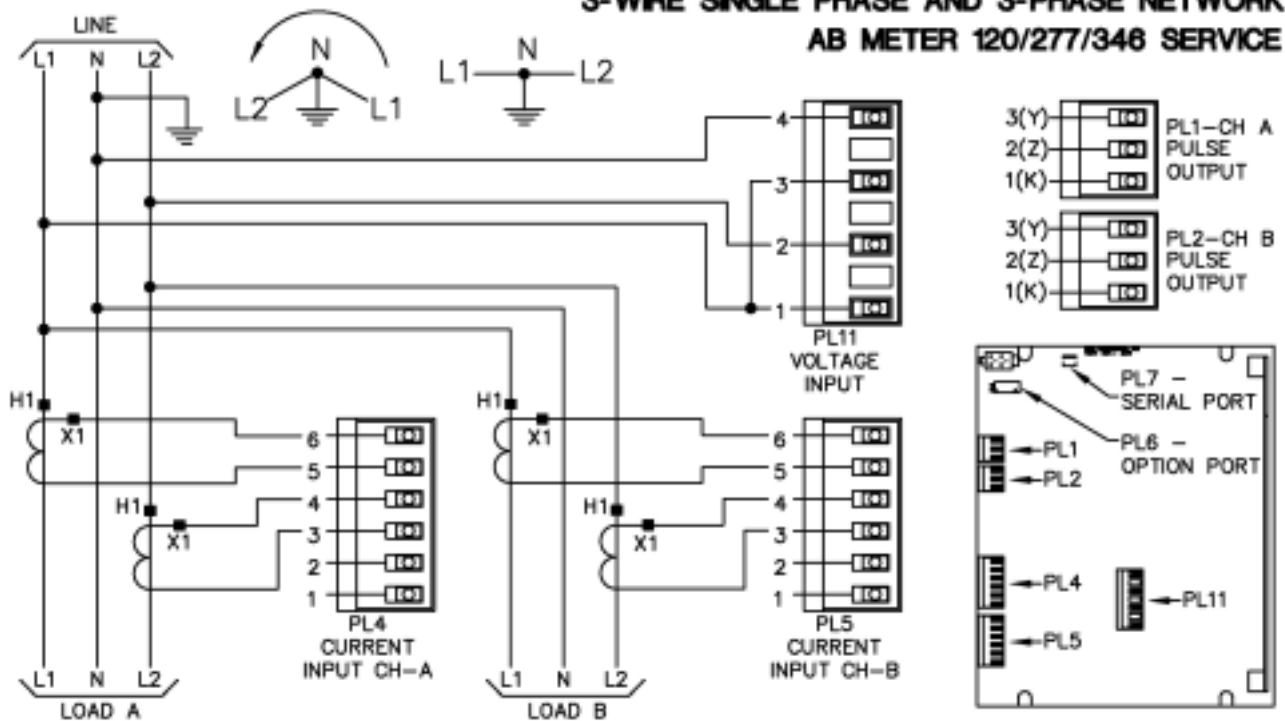 3-WIRE SINGLE PHASE AND 3-PHASE NETWORK
AB METER 120/277/346 SERVICE
LINE
L1 N L2
N
L2 L1
N
L1 L2
4
3
2
1
PL11
VOLTAGE
INPUT
3(Y)
2(Z)
1(K)
PL1-CH A
PULSE
OUTPUT
3(Y)
2(Z)
1(K)
PL2-CH B
PULSE
OUTPUT
H1
X1
H1
X1
6
5
4
3
2
1
PL4
CURRENT
INPUT CH-A
H1
X1
H1
X1
6
5
4
3
2
1
PL5
CURRENT
INPUT CH-B
L1 N L2
LOAD A
L1 N L2
LOAD B
PL7 -
SERIAL PORT
PL6 -
OPTION PORT
PL1
PL2
PL4
PL11
PL5